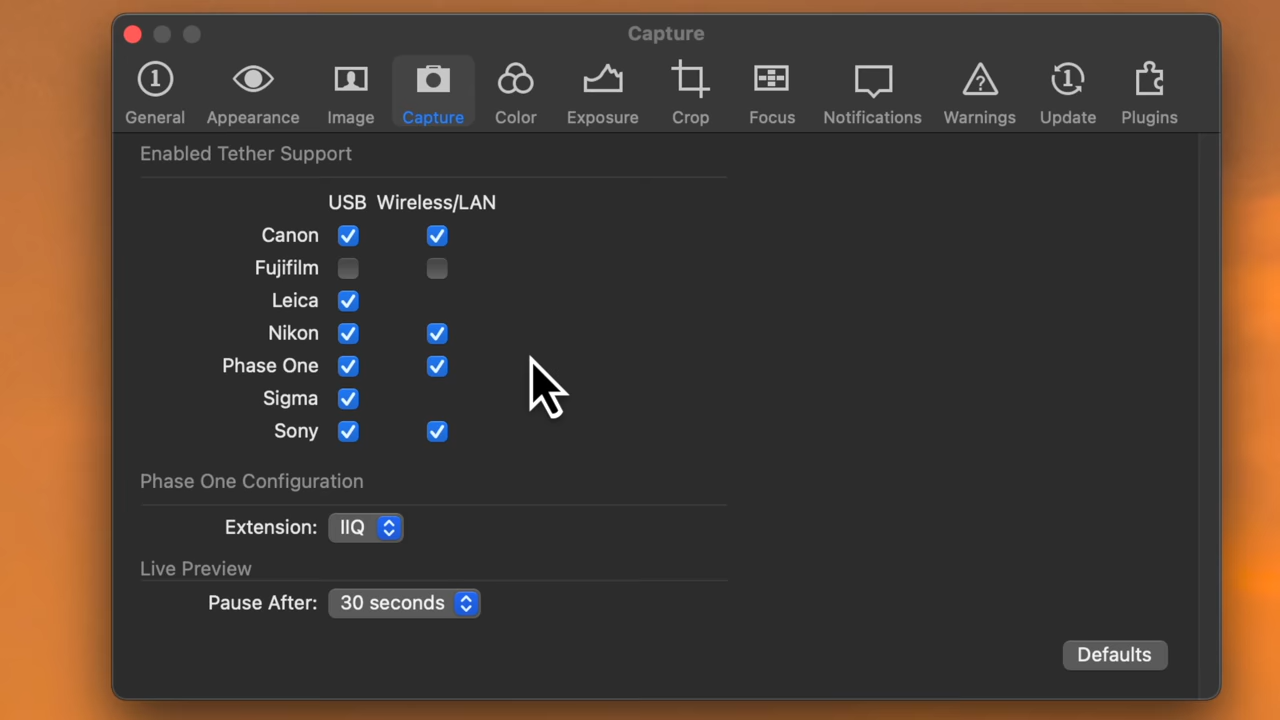 Capture
General Appearance Image Capture Color Exposure Crop Focus Notifications Warnings Update Plugins
Enabled Tether Support
USB Wireless/LAN
Canon
Fujifilm
Leica
Nikon
Phase One
Sigma
Sony
Phase One Configuration
Extension: IIQ
Live Preview
Pause After: 30 seconds
Defaults